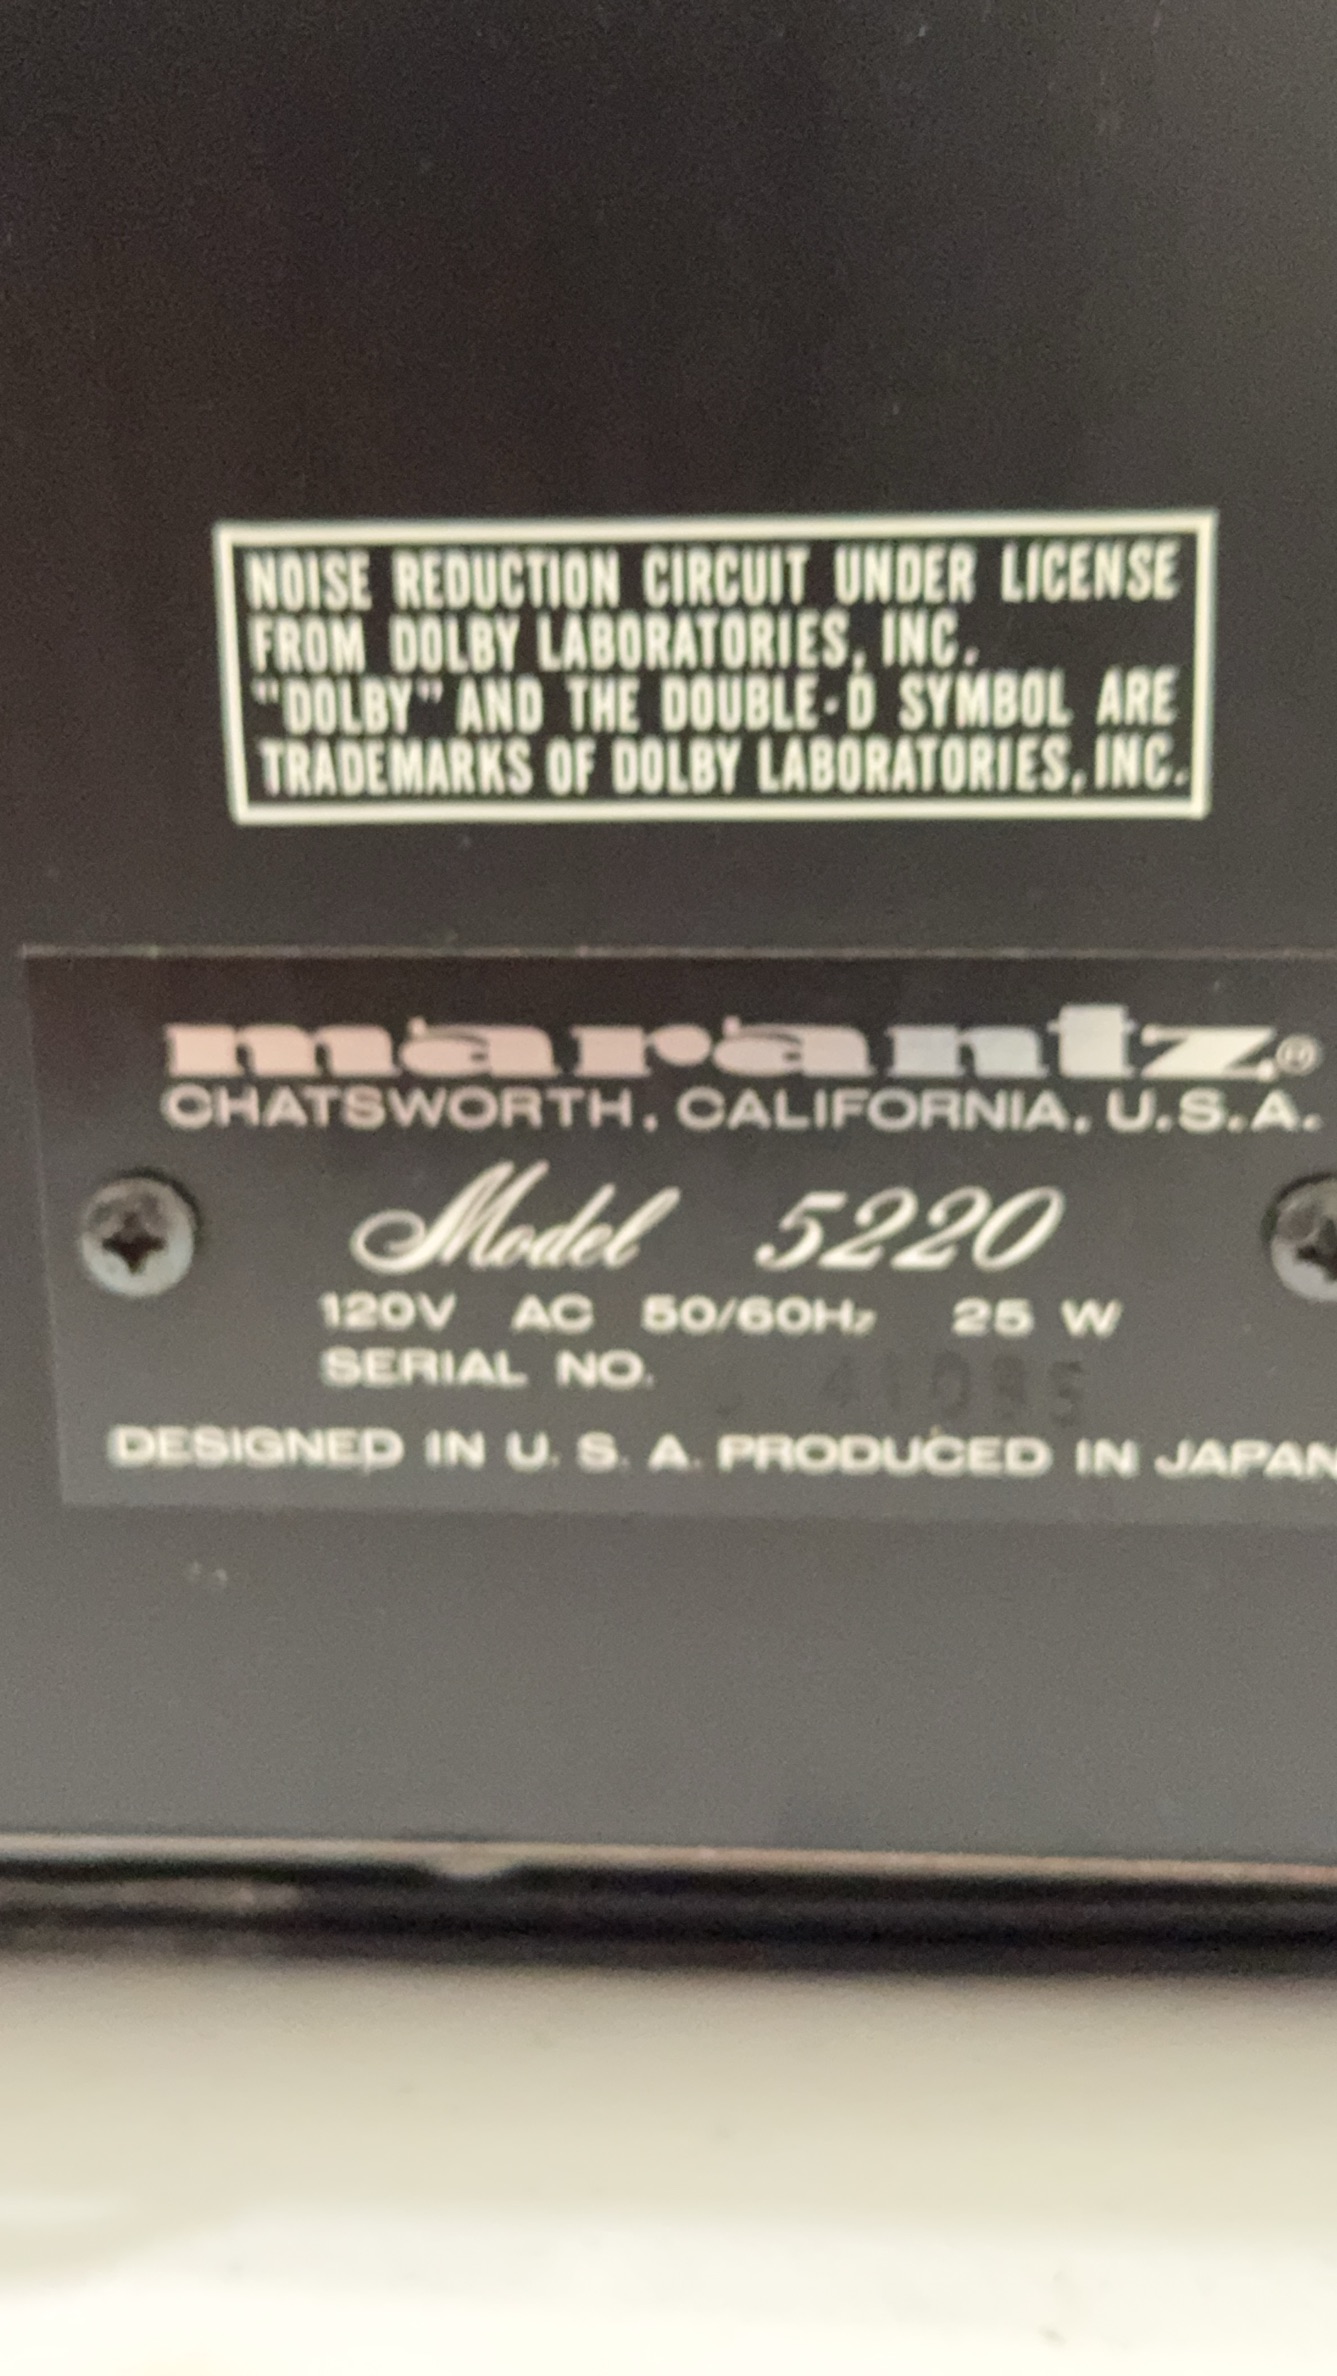 NOISE REDUCTION CIRCUIT UNDER LICENSE
FROM DOLBY LABORATORIES, INC.
"DOLBY" AND THE DOUBLE-D SYMBOL ARE
TRADEMARKS OF DOLBY LABORATORIES, INC.
marantz®
CHATSWORTH, CALIFORNIA, U.S.A.
Model 5220
120V AC 50/60Hz 25 W
SERIAL NO.
DESIGNED IN U. S. A. PRODUCED IN JAPAN